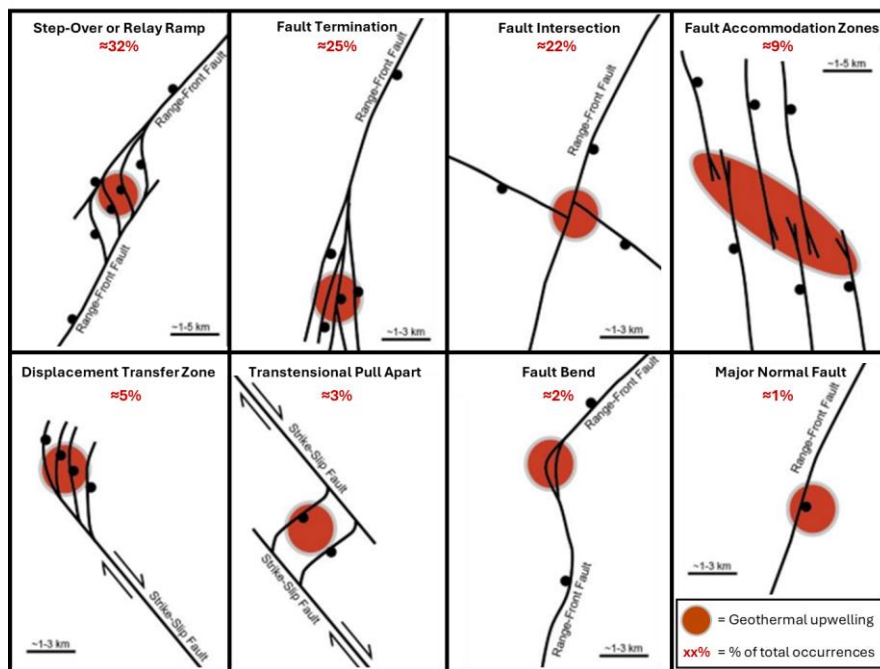 Step-Over or Relay Ramp
≈32%
Range-Front Fault
Range-Front Fault
~1-5 km
Fault Termination
≈25%
Range-Front Fault
~1-3 km
Fault Intersection
≈22%
Range-Front Fault
~1-3 km
Fault Accommodation Zones
≈9%
~1-5 km
Displacement Transfer Zone
≈5%
Strike-Slip Fault
~1-3 km
Transtensional Pull Apart
≈3%
Strike-Slip Fault
Strike-Slip Fault
~1-3 km
Fault Bend
≈2%
Range-Front Fault
Range-Front Fault
~1-3 km
Major Normal Fault
≈1%
Range-Front Fault
~1-3 km
= Geothermal upwelling
xx% = % of total occurrences